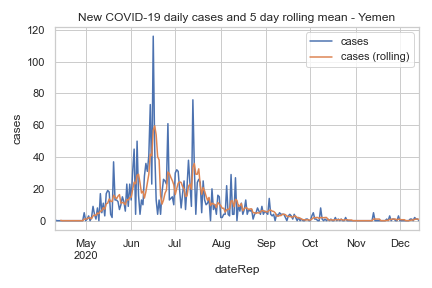 New COVID-19 daily cases and 5 day rolling mean - Yemen
cases
cases (rolling)
120
100
80
60
40
20
0
cases
May Jun Jul Aug Sep Oct Nov Dec
2020
dateRep